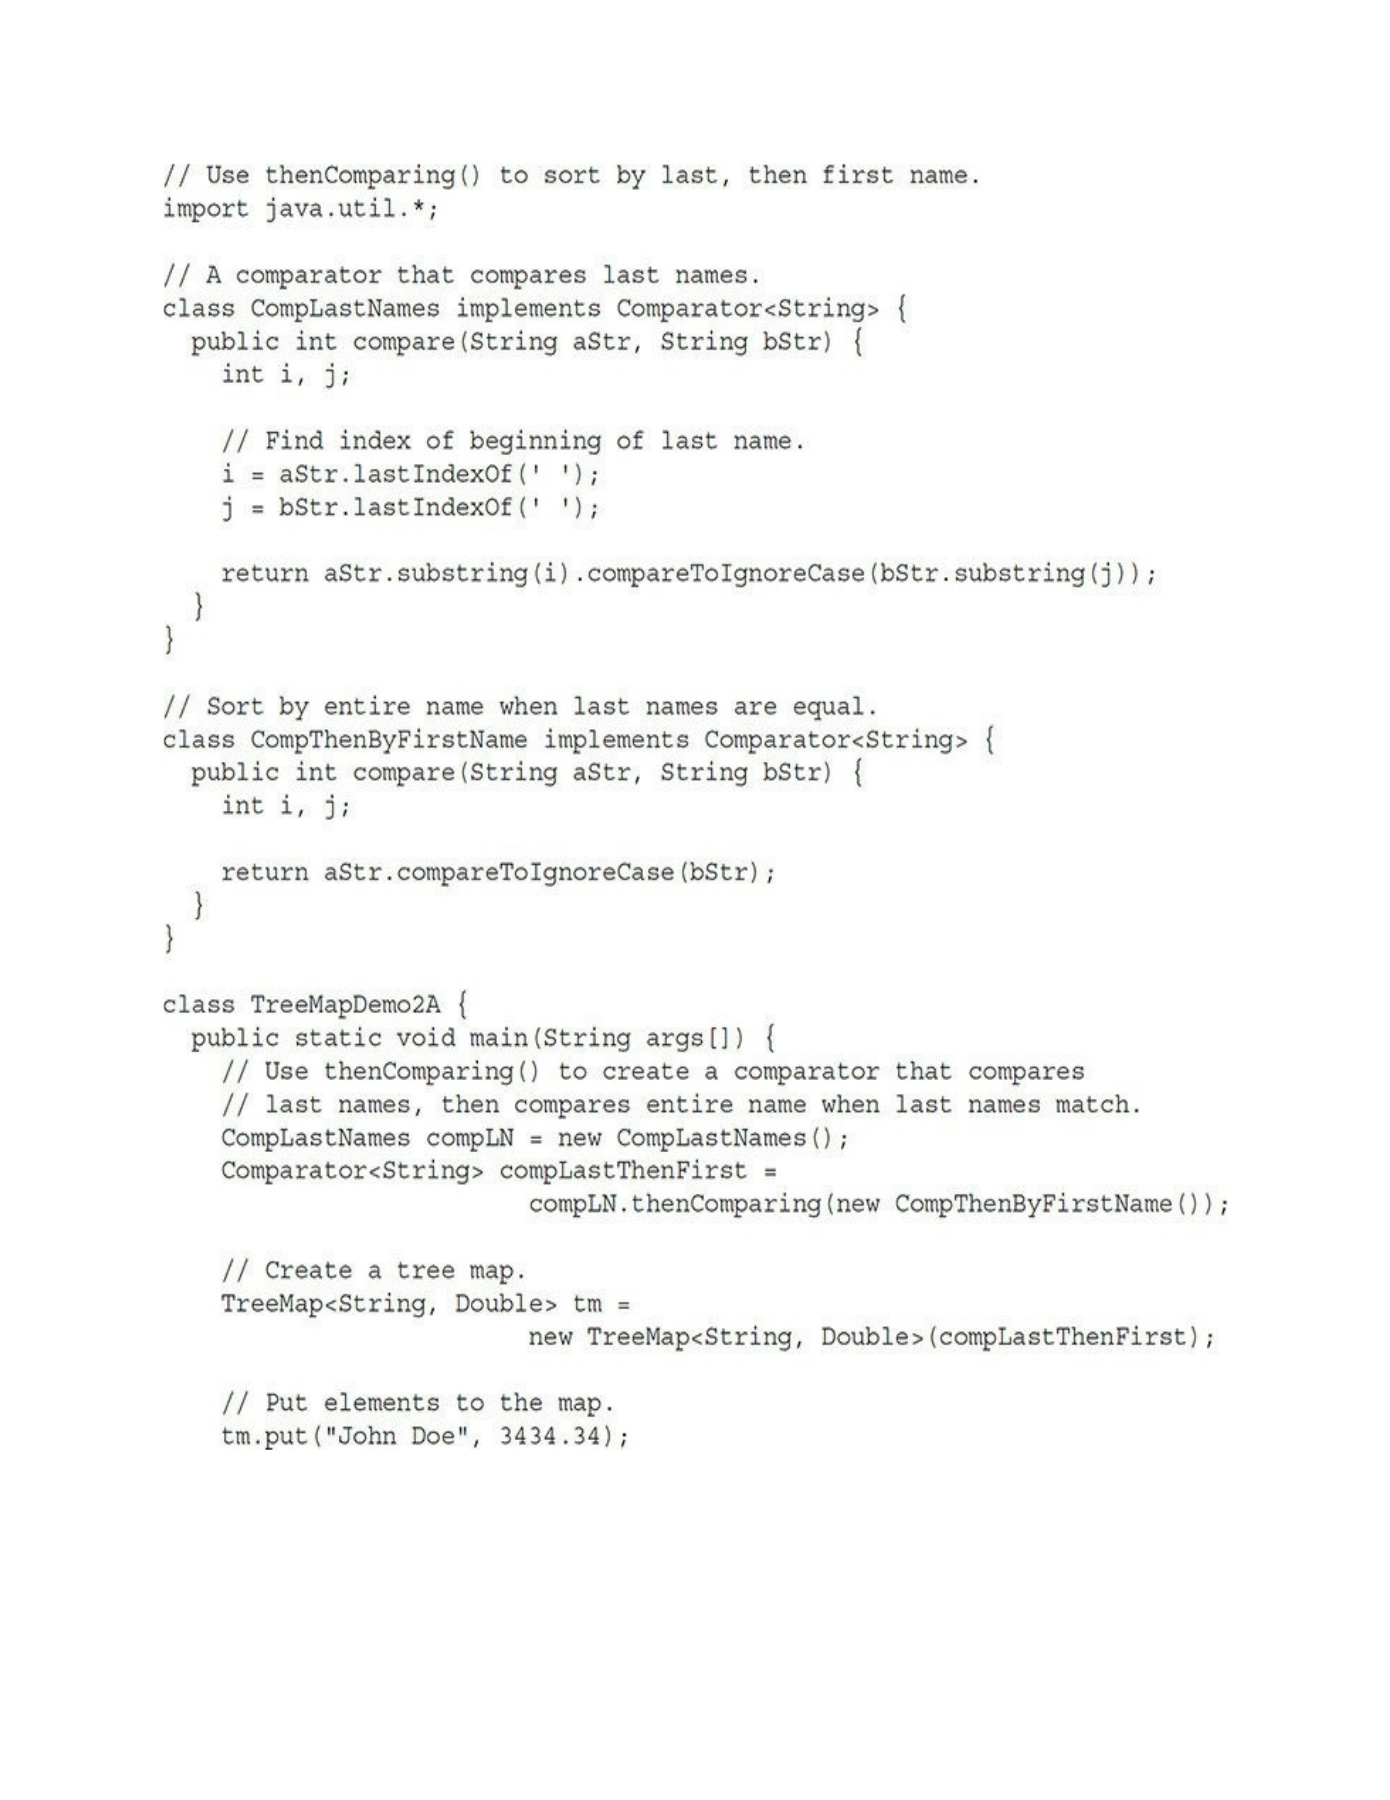 // Use thenComparing() to sort by last, then first name.
import java.util.*;
// A comparator that compares last names.
class CompLastNames implements Comparator<String> {
public int compare(String aStr, String bStr) {
int i, j;
// Find index of beginning of last name.
i = aStr.lastIndexOf(' ');
j = bStr.lastIndexOf(' ');
return aStr.substring(i).compareToIgnoreCase(bStr.substring(j));
}
}
// Sort by entire name when last names are equal.
class CompThenByFirstName implements Comparator<String> {
public int compare(String aStr, String bStr) {
int i, j;
return aStr.compareToIgnoreCase(bStr);
}
}
class TreeMapDemo2A {
public static void main(String args[]) {
// Use thenComparing() to create a comparator that compares
// last names, then compares entire name when last names match.
CompLastNames compLN = new CompLastNames();
Comparator<String> compLastThenFirst =
compLN.thenComparing(new CompThenByFirstName());
// Create a tree map.
TreeMap<String, Double> tm =
new TreeMap<String, Double>(compLastThenFirst);
// Put elements to the map.
tm.put("John Doe", 3434.34);